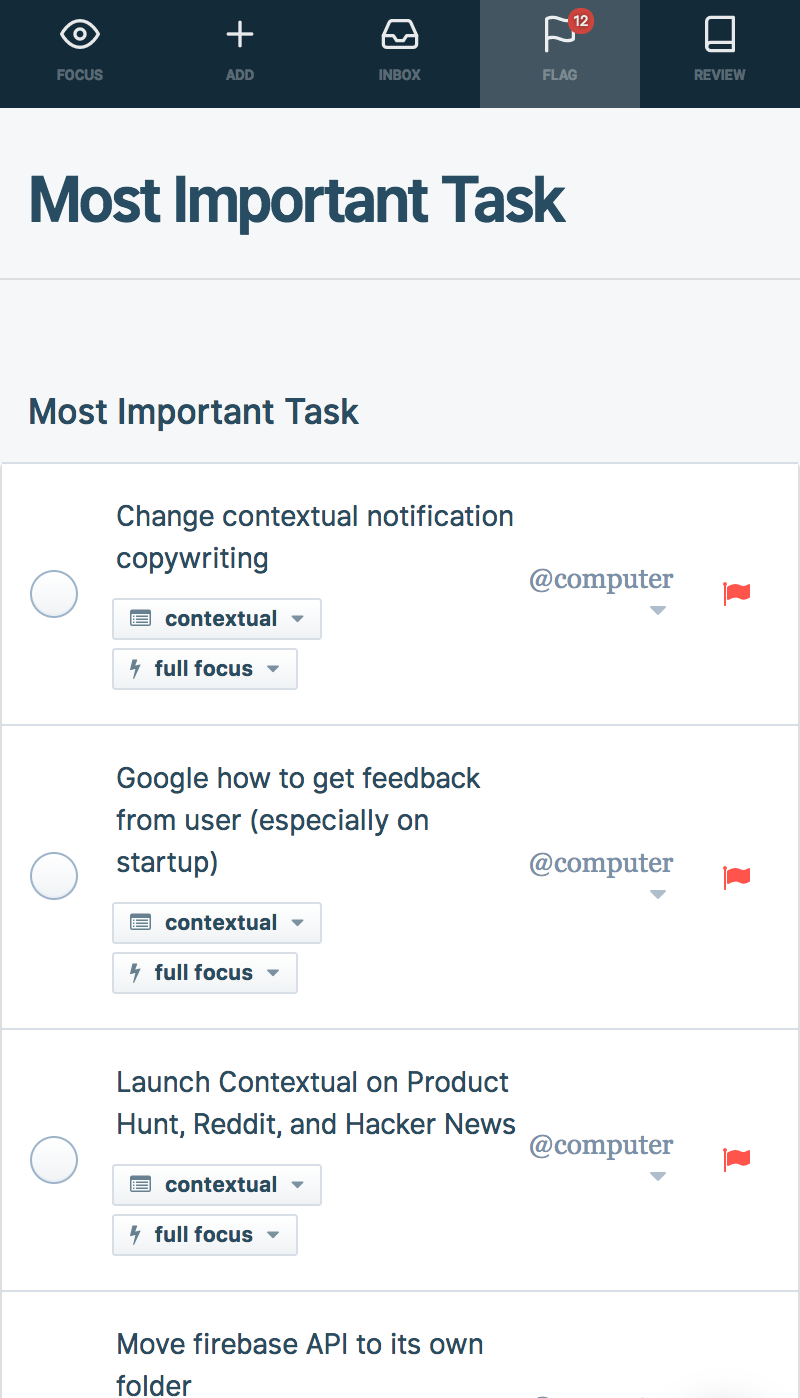 12
FOCUS ADD INBOX FLAG REVIEW
Most Important Task
Most Important Task
Change contextual notification
copywriting
@computer
contextual
full focus
Google how to get feedback
from user (especially on
startup)
@computer
contextual
full focus
Launch Contextual on Product
Hunt, Reddit, and Hacker News
@computer
contextual
full focus
Move firebase API to its own
folder